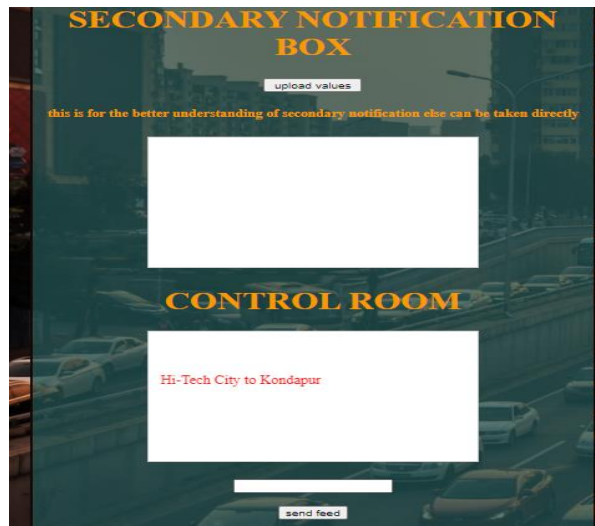 SECONDARY NOTIFICATION
BOX
upload values
this is for the better understanding of secondary notification else can be taken directly
CONTROL ROOM
Hi-Tech City to Kondapur
send feed